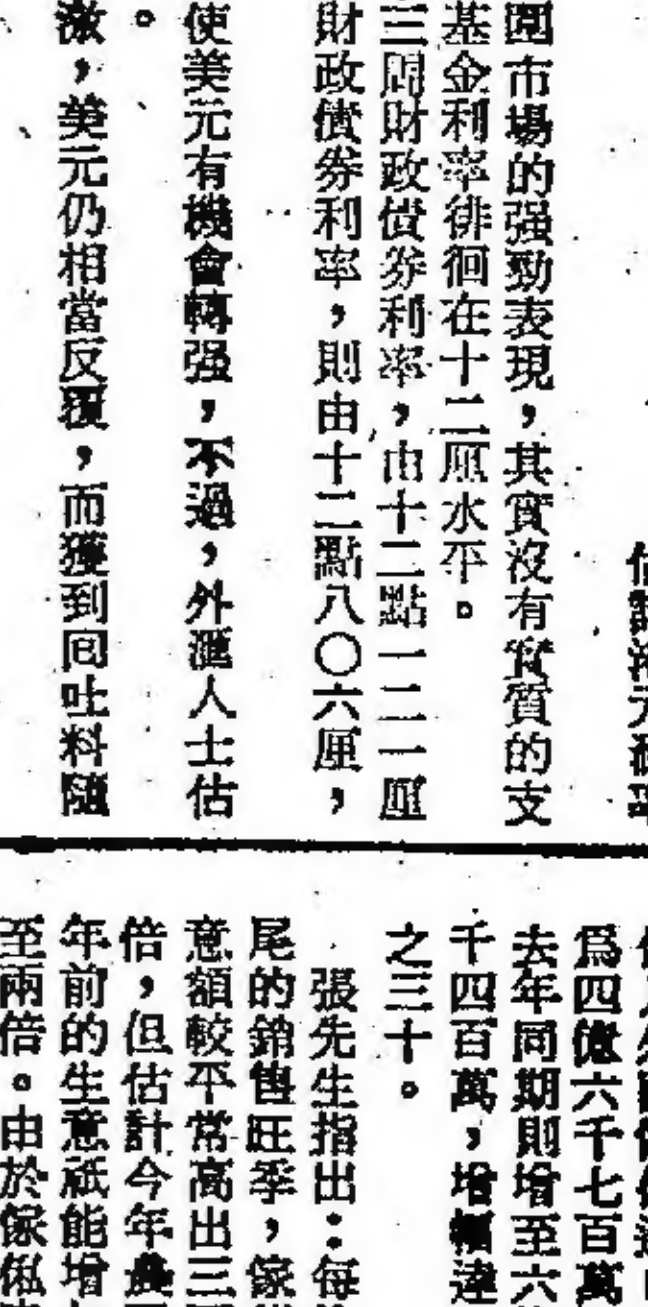 圍市場的强勁表現，其實沒有實質的支
基金利率徘徊在十二厘水平。
三間財政債券利率，由十二點一二一厘
財政債券利率，則由十二點八〇六厘，
使美元有機會轉强，不過，外滙人士估
。
激，美元仍相當反覆，而獲到回吐料隨
爲四億六千七百萬
去年同期則增至六
千四百萬，增幅達
之三十。
張先生指出：每
尾的銷售旺季，傢
意額較平常高出三
倍，但估計今年農
年前的生意祇能增
至兩倍。由於傢俬